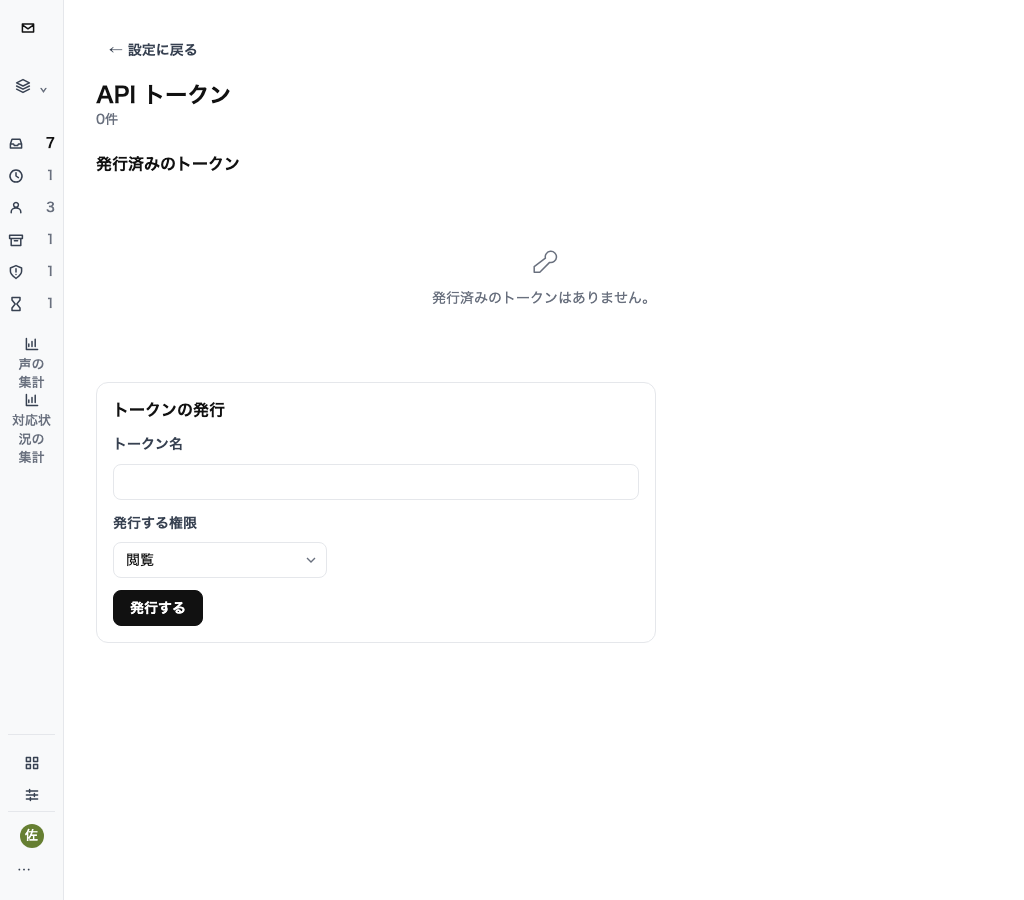 ← 設定に戻る
API トークン
0件
発行済みのトークン
発行済みのトークンはありません。
トークンの発行
トークン名
発行する権限
閲覧
発行する
7
1
3
1
1
1
声の
集計
対応状
況の
集計
佐
…